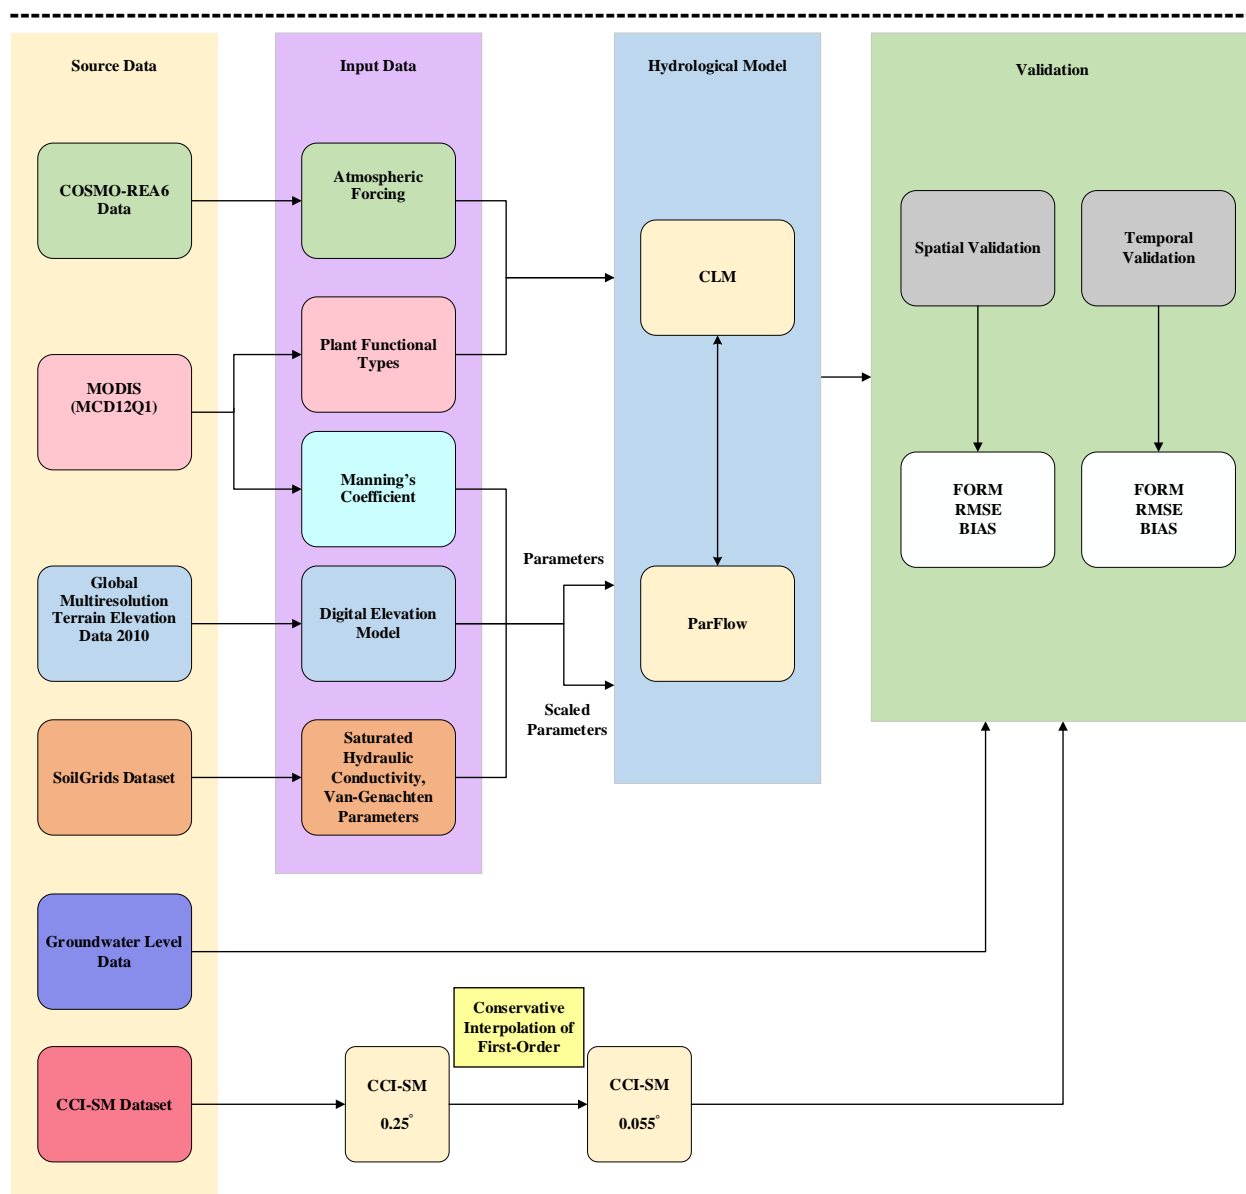 Source Data
Input Data
Hydrological Model
Validation
COSMO-REA6
Data
Atmospheric
Forcing
CLM
Spatial Validation
Temporal
Validation
MODIS
(MCD12Q1)
Plant Functional
Types
Manning's
Coefficient
FORM
RMSE
BIAS
FORM
RMSE
BIAS
Global
Multiresolution
Terrain Elevation
Data 2010
Digital Elevation
Model
Parameters
Scaled
Parameters
ParFlow
SoilGrids Dataset
Saturated
Hydraulic
Conductivity,
Van-Genachten
Parameters
Groundwater Level
Data
Conservative
Interpolation of
First-Order
CCI-SM Dataset
CCI-SM
0.25°
CCI-SM
0.055°